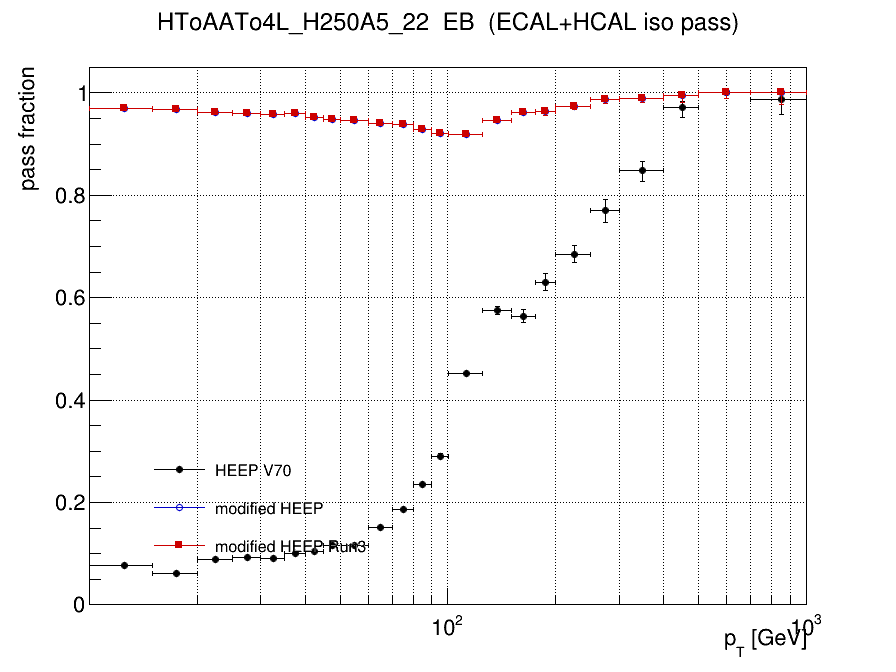 HToAATo4L_H250A5_22 EB (ECAL+HCAL iso pass)
pass fraction
1
0.8
0.6
0.4
0.2
0
HEEP V70
modified HEEP
modified HEEP Run3
10²
10³
p_T [GeV]